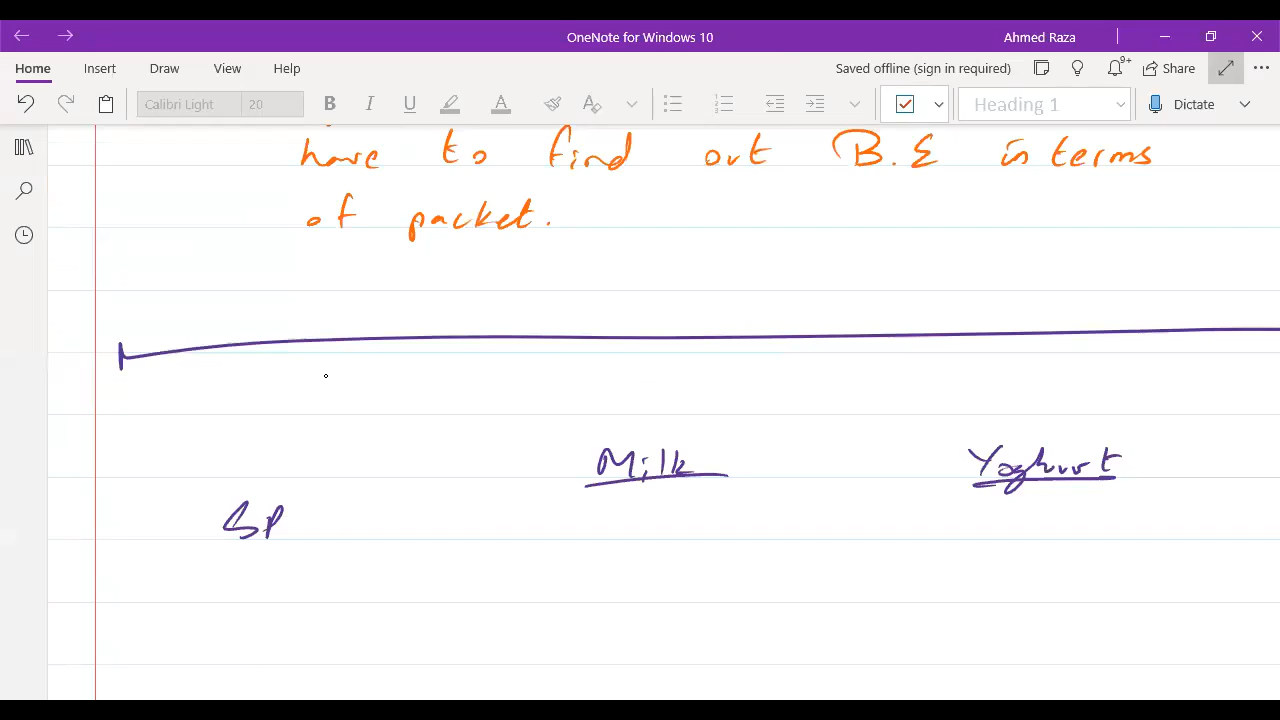 OneNote for Windows 10
Ahmed Raza
Home Insert Draw View Help
Saved offline (sign in required)
9+
Share
Calibri Light 20
B I U A A
Heading 1
Dictate
have to find out B.E in terms
of packet.
Milk Yoghurt
SP